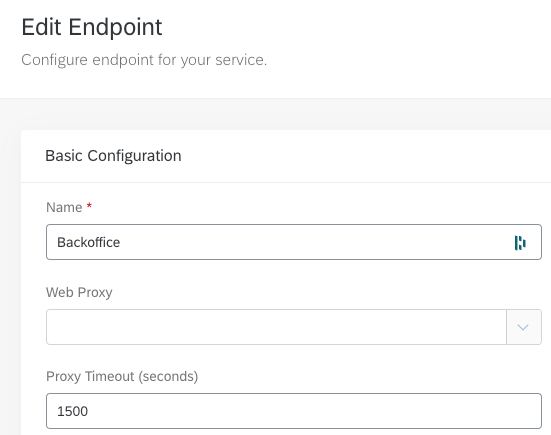 Edit Endpoint
Configure endpoint for your service.
Basic Configuration
Name *
Backoffice
Web Proxy
Proxy Timeout (seconds)
1500